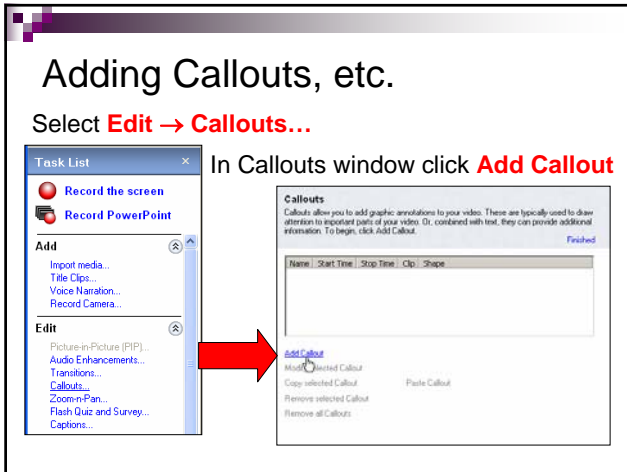 Adding Callouts, etc.
Select Edit → Callouts…
In Callouts window click Add Callout
Task List ×
Record the screen
Record PowerPoint
Add
Import media...
Title Clips...
Voice Narration...
Record Camera...
Edit
Picture-in-Picture (PIP)...
Audio Enhancements...
Transitions...
Callouts...
Zoom-n-Pan...
Flash Quiz and Survey...
Captions...
Callouts
Callouts allow you to add graphic annotations to your video. These are typically used to draw
attention to important parts of your video. Or, combined with text, they can provide additional
information. To begin, click Add Callout.
Finished
Name Start Time Stop Time Clip Shape
Add Callout
Callout
Copy selected Callout Paste Callout
Remove selected Callout
Remove all Callouts